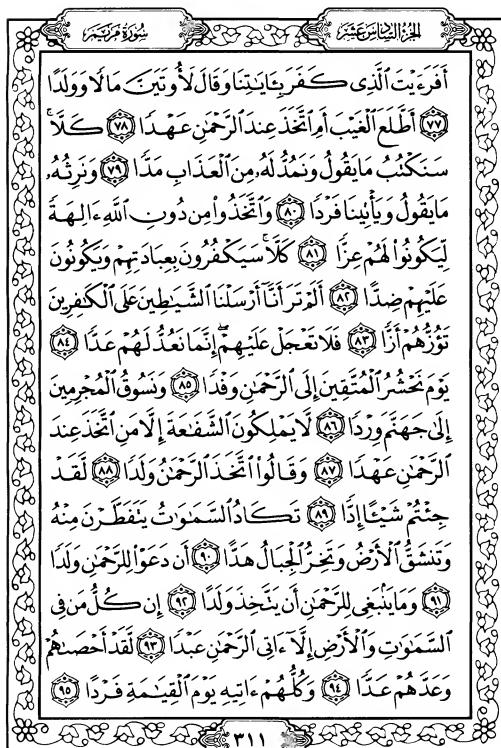 الجزء السادس عشر
سورة مريم
أَفَرَءَيْتَ ٱلَّذِى كَفَرَ بِـَٔايَـٰتِنَا وَقَالَ لَأُوتَيَنَّ مَالًا وَوَلَدًا
٧٧ أَطَّلَعَ ٱلْغَيْبَ أَمِ ٱتَّخَذَ عِندَ ٱلرَّحْمَـٰنِ عَهْدًا ٧٨ كَلَّا ۚ
سَنَكْتُبُ مَا يَقُولُ وَنَمُدُّ لَهُۥ مِنَ ٱلْعَذَابِ مَدًّا ٧٩ وَنَرِثُهُۥ
مَا يَقُولُ وَيَأْتِينَا فَرْدًا ٨٠ وَٱتَّخَذُوا۟ مِن دُونِ ٱللَّهِ ءَالِهَةً
لِّيَكُونُوا۟ لَهُمْ عِزًّا ٨١ كَلَّا ۚ سَيَكْفُرُونَ بِعِبَادَتِهِمْ وَيَكُونُونَ
عَلَيْهِمْ ضِدًّا ٨٢ أَلَمْ تَرَ أَنَّآ أَرْسَلْنَا ٱلشَّيَـٰطِينَ عَلَى ٱلْكَـٰفِرِينَ
تَؤُزُّهُمْ أَزًّا ٨٣ فَلَا تَعْجَلْ عَلَيْهِمْ ۖ إِنَّمَا نَعُدُّ لَهُمْ عَدًّا ٨٤
يَوْمَ نَحْشُرُ ٱلْمُتَّقِينَ إِلَى ٱلرَّحْمَـٰنِ وَفْدًا ٨٥ وَنَسُوقُ ٱلْمُجْرِمِينَ
إِلَىٰ جَهَنَّمَ وِرْدًا ٨٦ لَّا يَمْلِكُونَ ٱلشَّفَـٰعَةَ إِلَّا مَنِ ٱتَّخَذَ عِندَ
ٱلرَّحْمَـٰنِ عَهْدًا ٨٧ وَقَالُوا۟ ٱتَّخَذَ ٱلرَّحْمَـٰنُ وَلَدًا ٨٨ لَّقَدْ
جِئْتُمْ شَيْـًٔا إِدًّا ٨٩ تَكَادُ ٱلسَّمَـٰوَٰتُ يَتَفَطَّرْنَ مِنْهُ
وَتَنشَقُّ ٱلْأَرْضُ وَتَخِرُّ ٱلْجِبَالُ هَدًّا ٩٠ أَن دَعَوْا۟ لِلرَّحْمَـٰنِ وَلَدًا
٩١ وَمَا يَنۢبَغِى لِلرَّحْمَـٰنِ أَن يَتَّخِذَ وَلَدًا ٩٢ إِن كُلُّ مَن فِى
ٱلسَّمَـٰوَٰتِ وَٱلْأَرْضِ إِلَّآ ءَاتِى ٱلرَّحْمَـٰنِ عَبْدًا ٩٣ لَّقَدْ أَحْصَىٰهُمْ
وَعَدَّهُمْ عَدًّا ٩٤ وَكُلُّهُمْ ءَاتِيهِ يَوْمَ ٱلْقِيَـٰمَةِ فَرْدًا ٩٥
٣١١